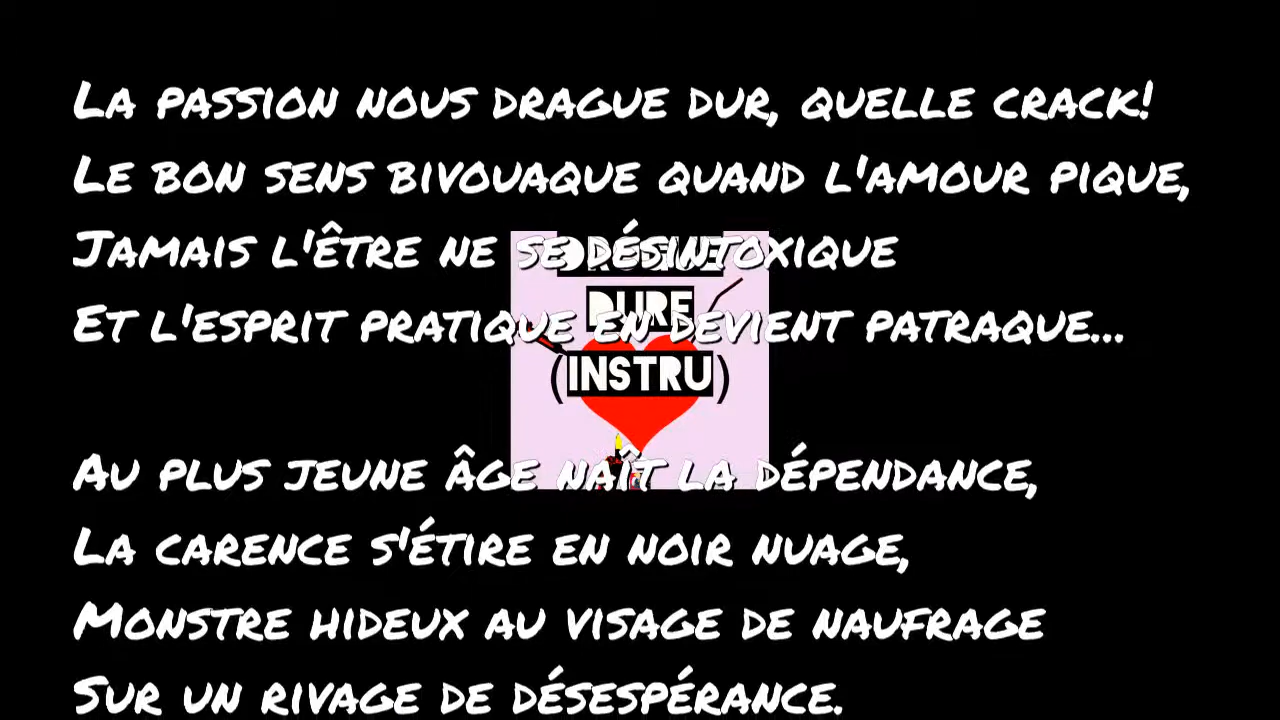 La passion nous drague dur, quelle crack!
Le bon sens bivouaque quand l'amour pique,
Jamais l'être ne se désintoxique
Et l'esprit pratique en devient patraque...
DURE
(INSTRU)
Au plus jeune âge naît la dépendance,
La carence s'étire en noir nuage,
Monstre hideux au visage de naufrage
Sur un rivage de désespérance.